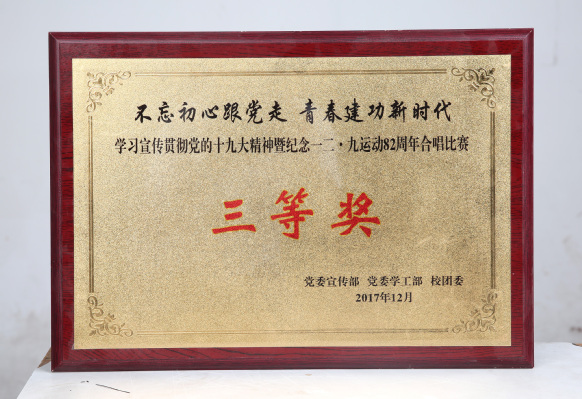 不忘初心跟党走 青春建功新时代
学习宣传贯彻党的十九大精神暨纪念一二·九运动82周年合唱比赛
三等奖
党委宣传部 党委学工部 校团委
2017年12月